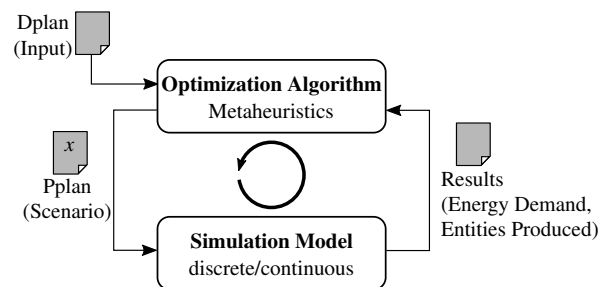 Dplan
(Input)
Optimization Algorithm
Metaheuristics
x
Pplan
(Scenario)
Results
(Energy Demand,
Entities Produced)
Simulation Model
discrete/continuous